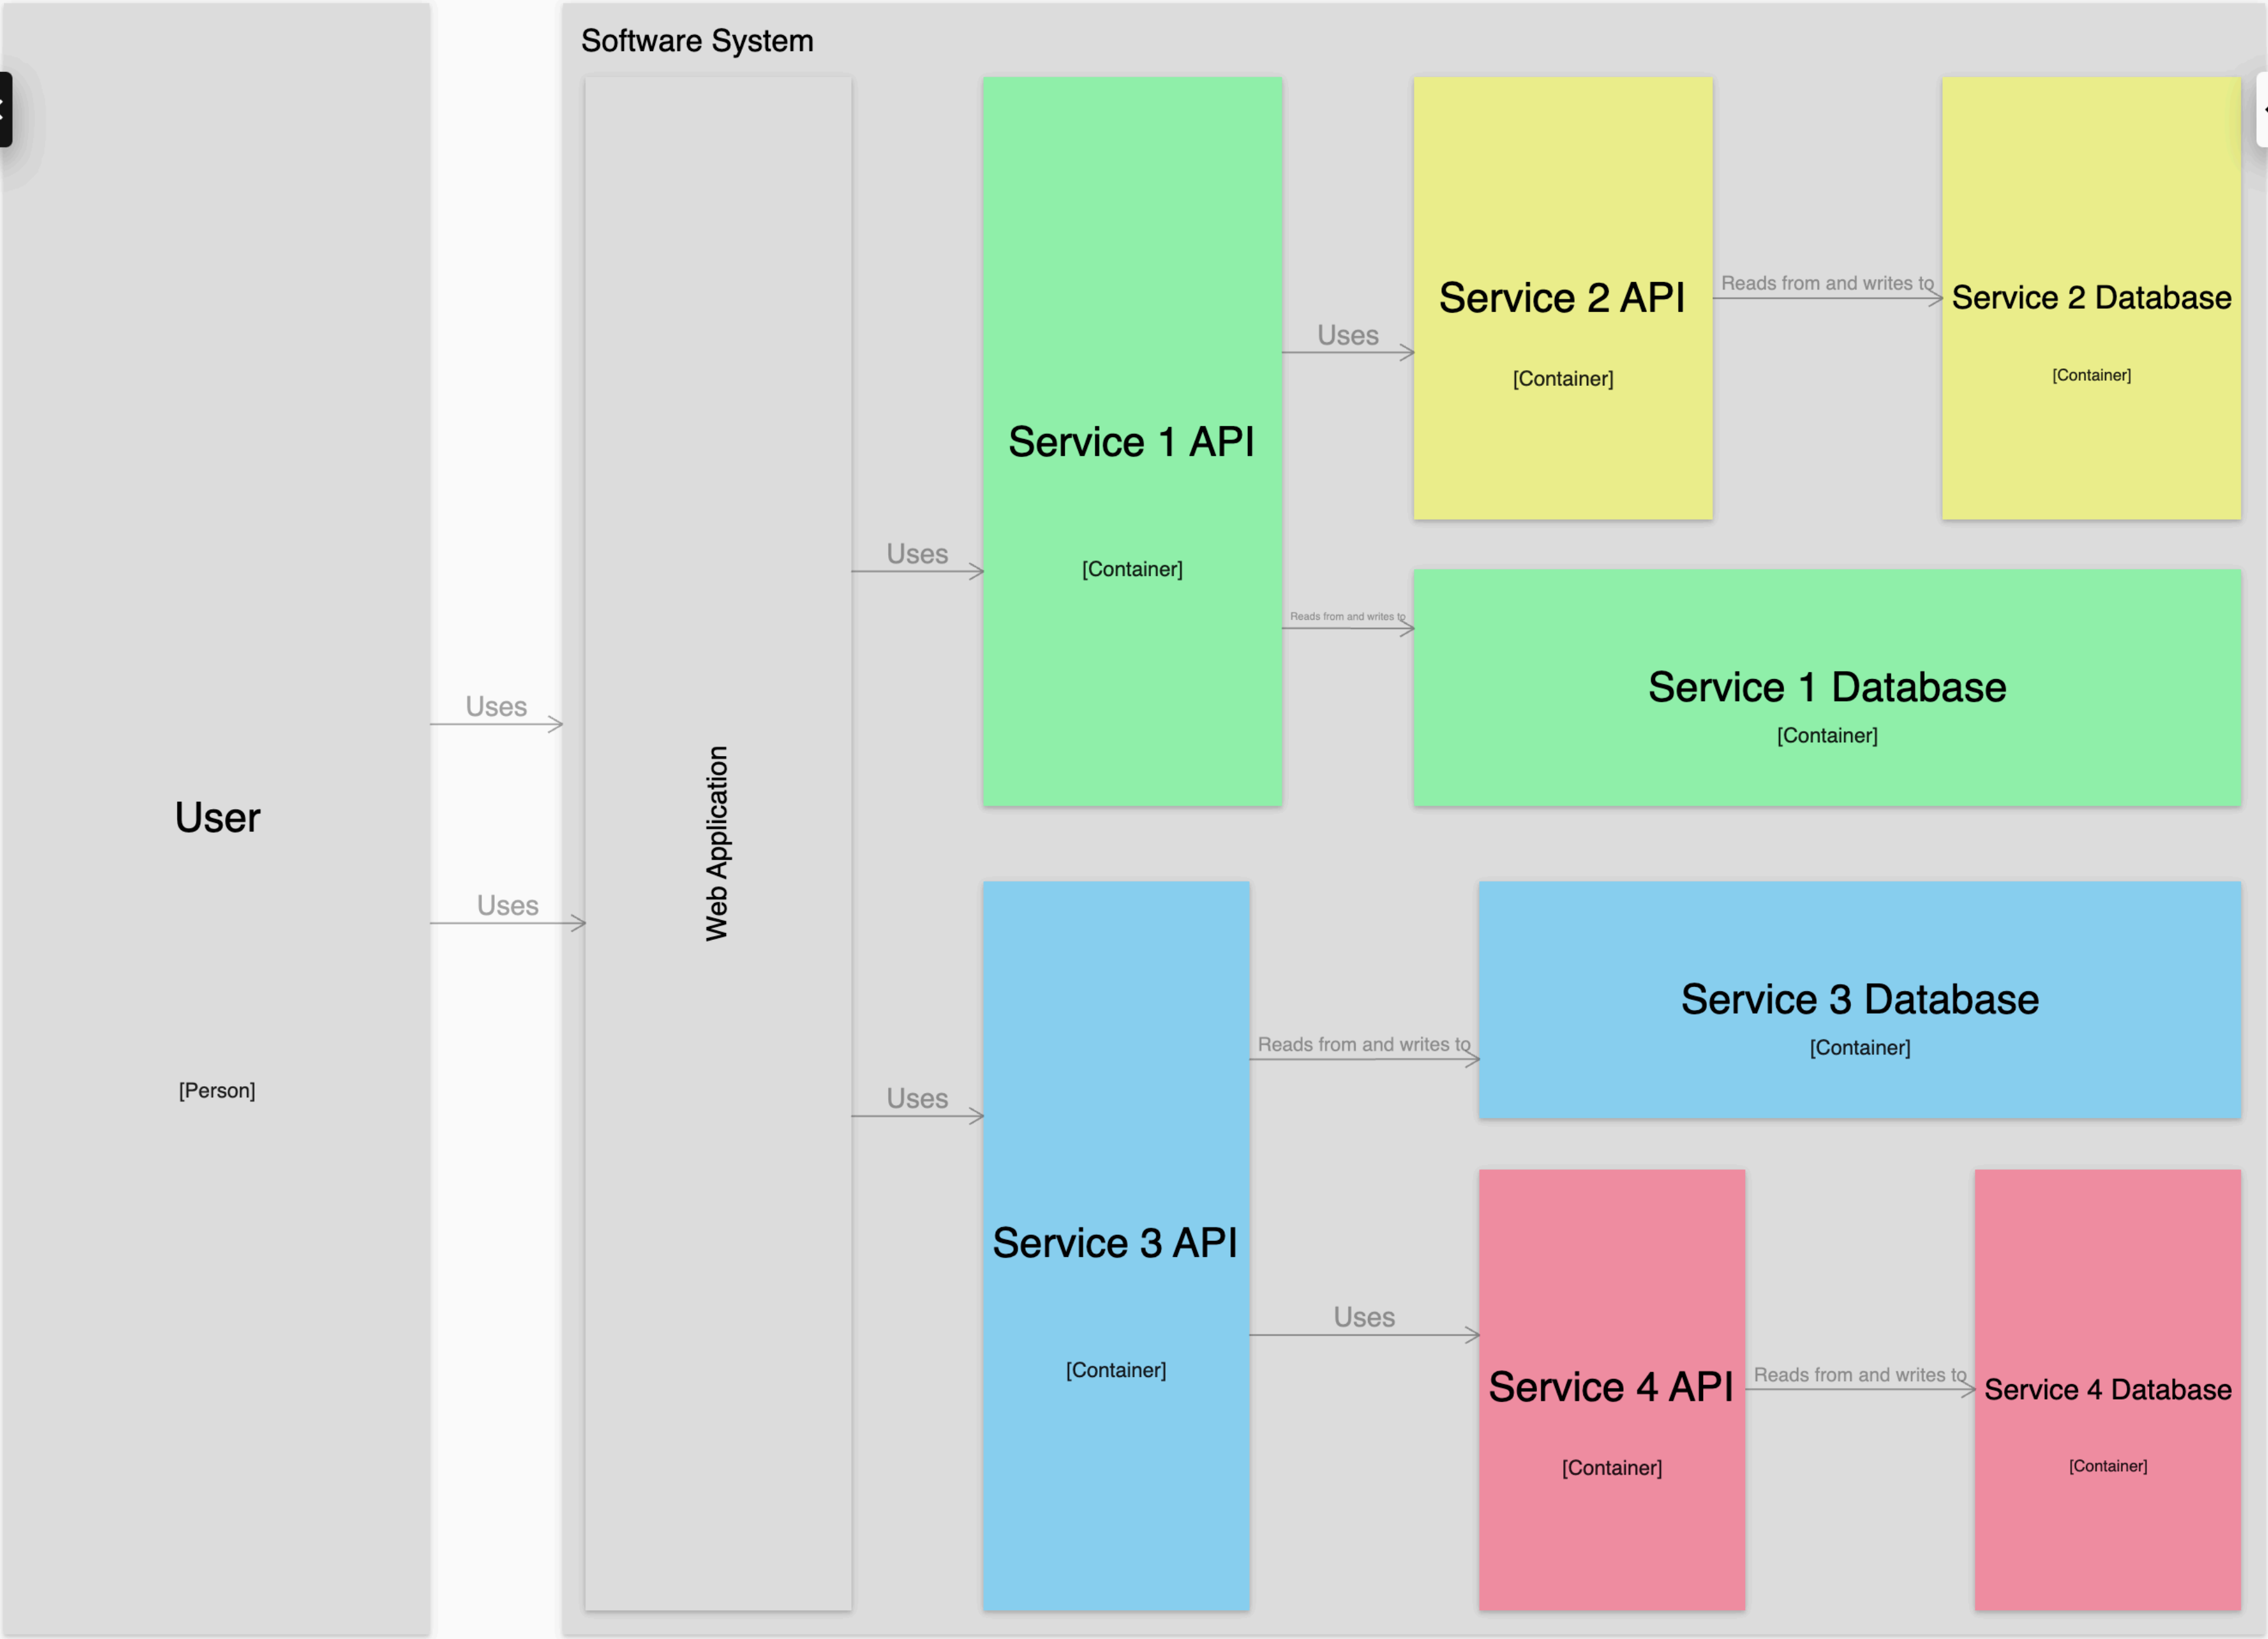 Software System
User
[Person]
Uses
Uses
Web Application
Uses
Service 1 API
[Container]
Uses
Service 2 API
[Container]
Reads from and writes to
Service 2 Database
[Container]
Reads from and writes to
Service 1 Database
[Container]
Uses
Service 3 API
[Container]
Reads from and writes to
Service 3 Database
[Container]
Uses
Service 4 API
[Container]
Reads from and writes to
Service 4 Database
[Container]